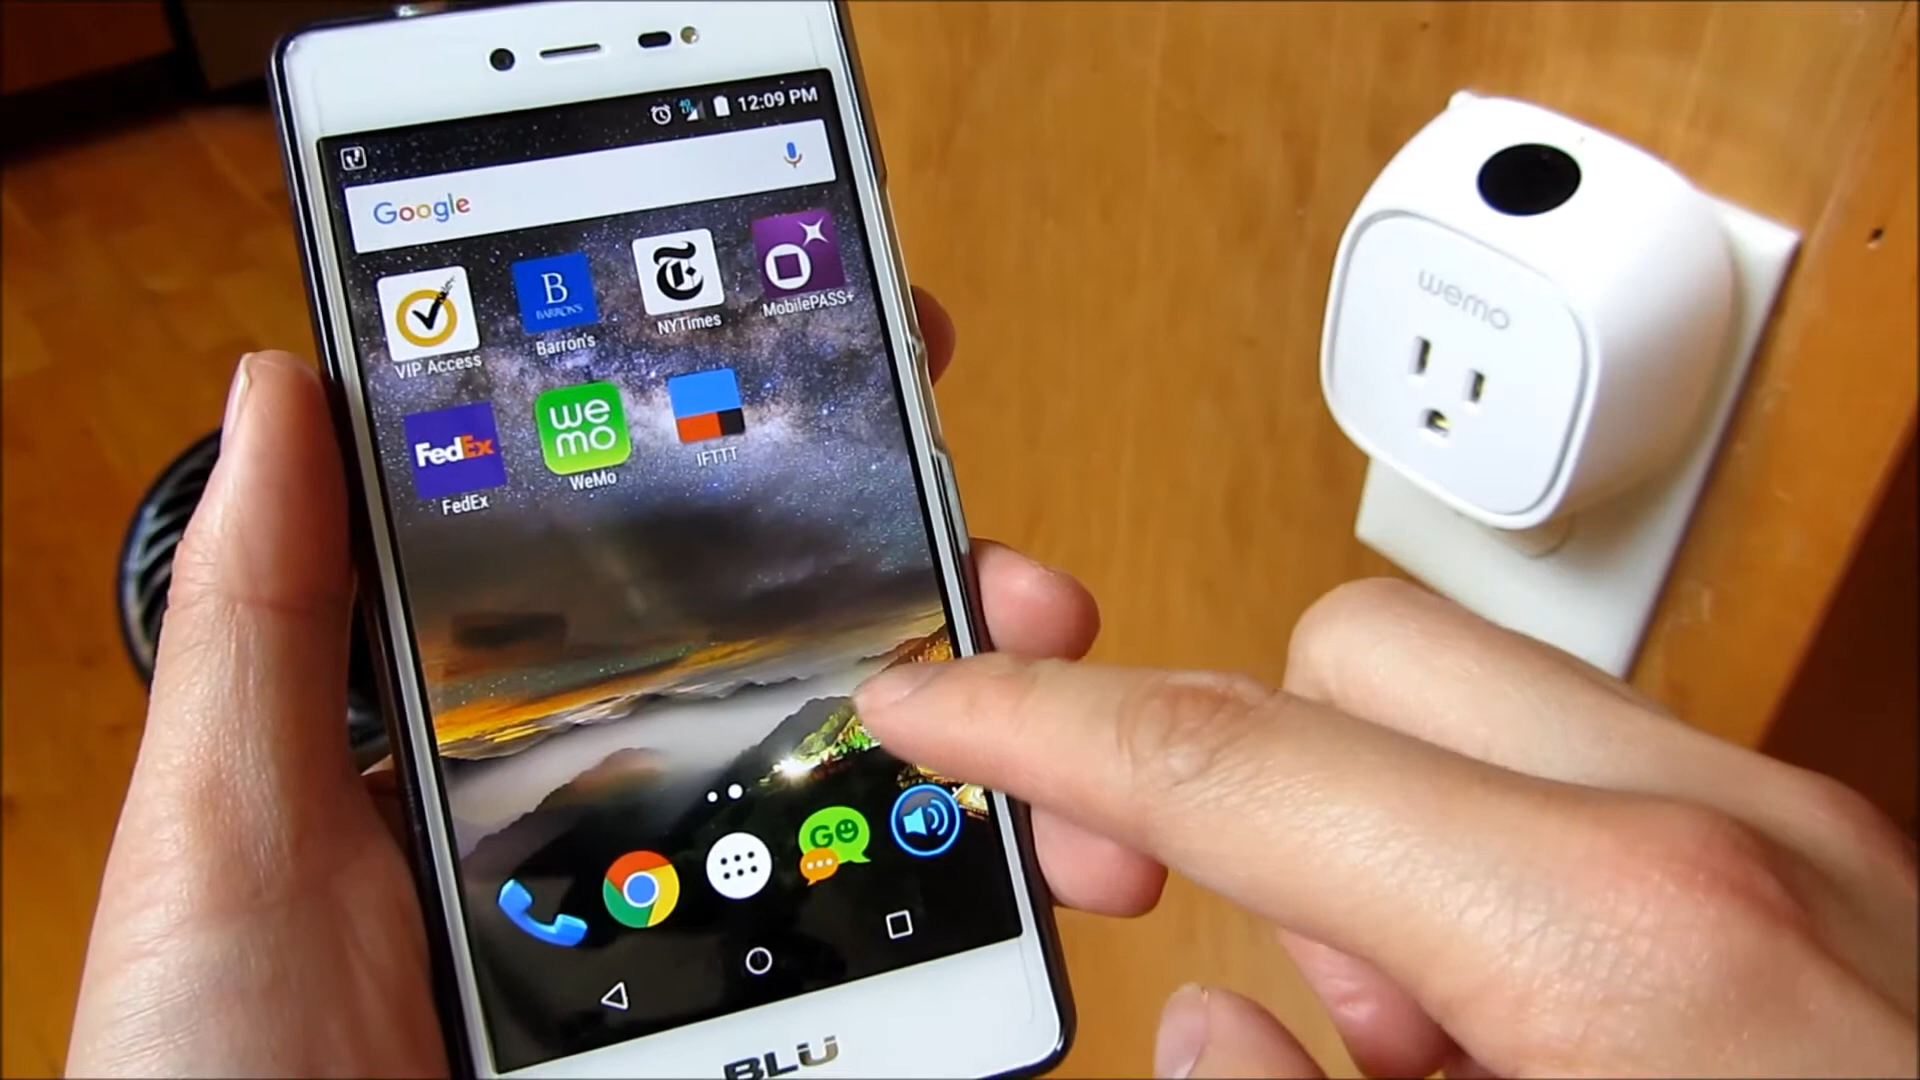 12:09 PM
Google
VIP Access
B
BARRON'S
Barron's
NYTimes
MobilePASS+
FedEx
FedEx
we
mo
WeMo
IFTTT
GO
BLU
wemo